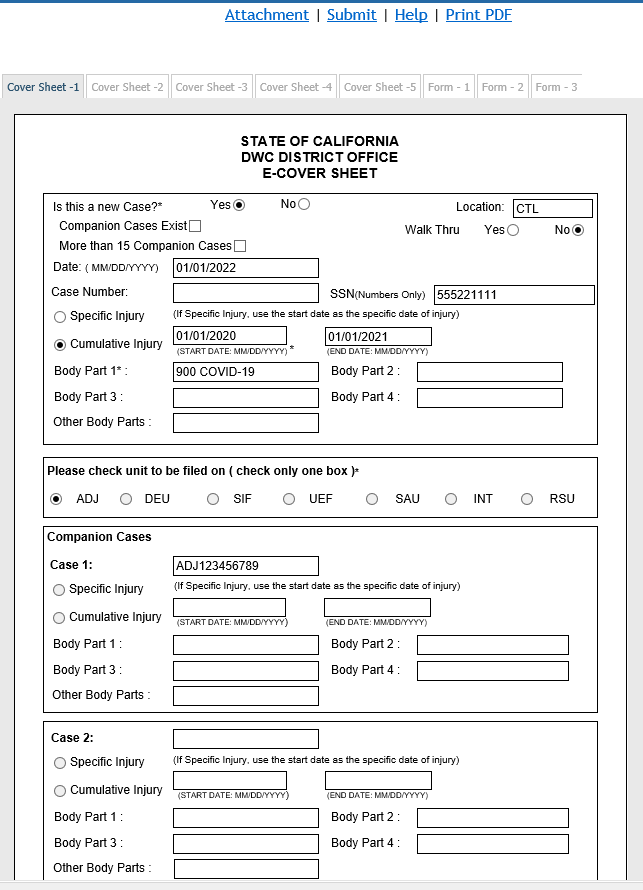 Attachment | Submit | Help | Print PDF
Cover Sheet -1 Cover Sheet -2 Cover Sheet -3 Cover Sheet -4 Cover Sheet -5 Form - 1 Form - 2 Form - 3
STATE OF CALIFORNIA
DWC DISTRICT OFFICE
E-COVER SHEET
Is this a new Case?* Yes No Location: CTL
Companion Cases Exist Walk Thru Yes No
More than 15 Companion Cases
Date: ( MM/DD/YYYY) 01/01/2022
Case Number: SSN(Numbers Only) 555221111
Specific Injury (If Specific Injury, use the start date as the specific date of injury)
Cumulative Injury 01/01/2020 01/01/2021
(START DATE: MM/DD/YYYY) * (END DATE: MM/DD/YYYY)
Body Part 1* : 900 COVID-19 Body Part 2 :
Body Part 3 : Body Part 4 :
Other Body Parts :
Please check unit to be filed on ( check only one box )*
ADJ DEU SIF UEF SAU INT RSU
Companion Cases
Case 1: ADJ123456789
Specific Injury (If Specific Injury, use the start date as the specific date of injury)
Cumulative Injury
(START DATE: MM/DD/YYYY) (END DATE: MM/DD/YYYY)
Body Part 1 : Body Part 2 :
Body Part 3 : Body Part 4 :
Other Body Parts :
Case 2:
Specific Injury (If Specific Injury, use the start date as the specific date of injury)
Cumulative Injury
(START DATE: MM/DD/YYYY) (END DATE: MM/DD/YYYY)
Body Part 1 : Body Part 2 :
Body Part 3 : Body Part 4 :
Other Body Parts :